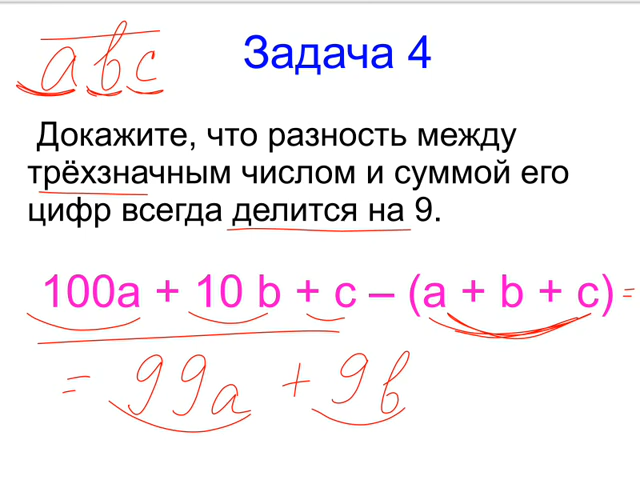 abc
Задача 4
Докажите, что разность между
трёхзначным числом и суммой его
цифр всегда делится на 9.
100a + 10 b + c – (a + b + c) =
= 99a + 9b